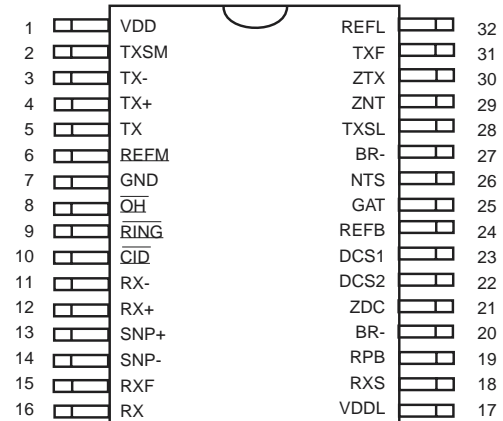 1 VDD REFL 32
2 TXSM TXF 31
3 TX- ZTX 30
4 TX+ ZNT 29
5 TX TXSL 28
6 REFM BR- 27
7 GND NTS 26
8 OH GAT 25
9 RING REFB 24
10 CID DCS1 23
11 RX- DCS2 22
12 RX+ ZDC 21
13 SNP+ BR- 20
14 SNP- RPB 19
15 RXF RXS 18
16 RX VDDL 17